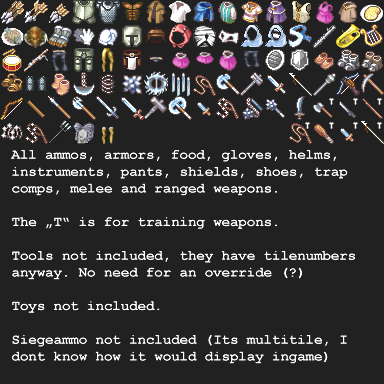 All ammos, armors, food, gloves, helms,
instruments, pants, shields, shoes, trap
comps, melee and ranged weapons.
The „T“ is for training weapons.
Tools not included, they have tilenumbers
anyway. No need for an override (?)
Toys not included.
Siegeammo not included (Its multitile, I
dont know how it would display ingame)